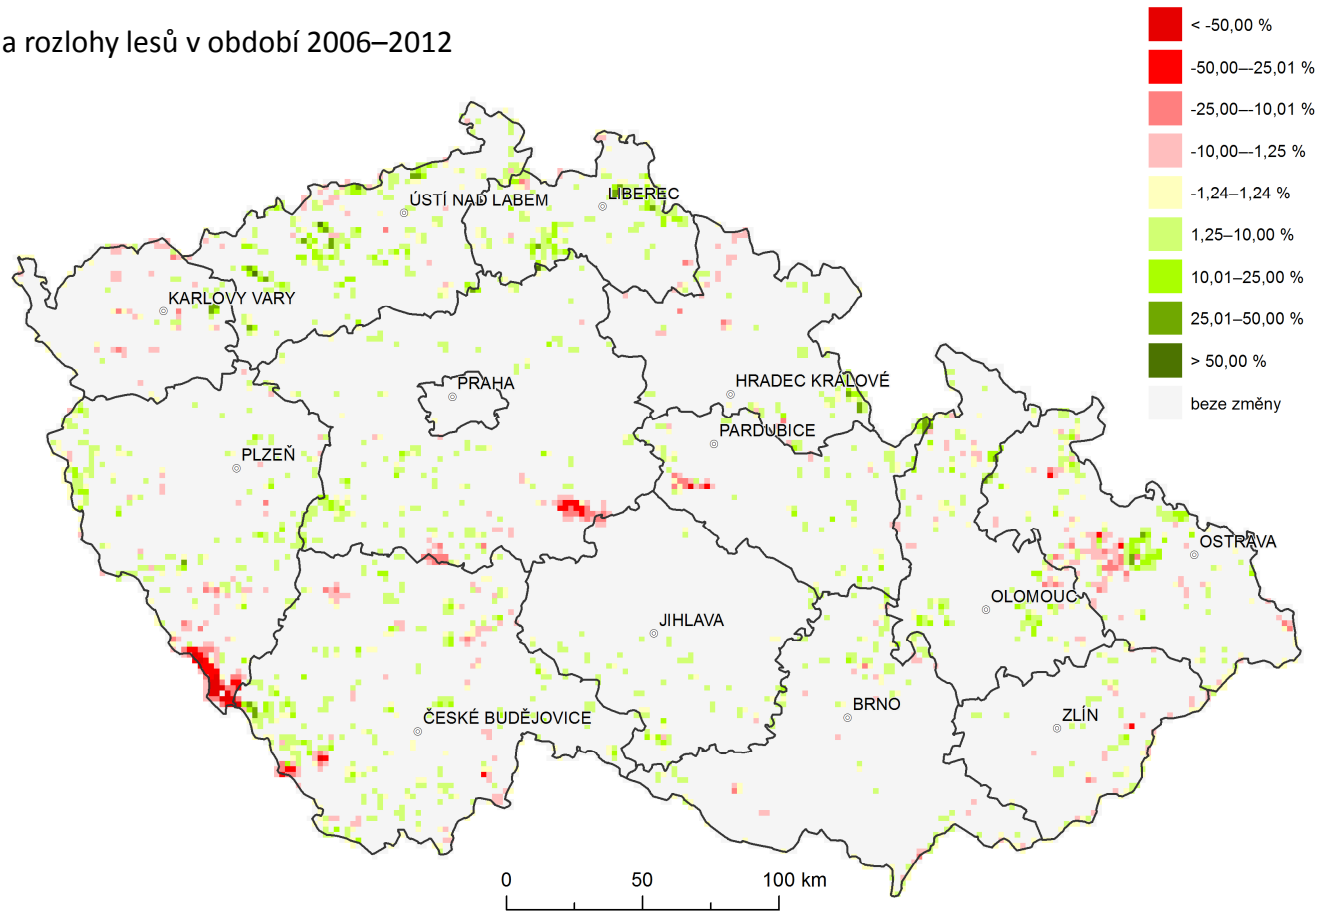 a rozlohy lesů v období 2006–2012
< -50,00 %
-50,00–-25,01 %
-25,00–-10,01 %
-10,00–-1,25 %
-1,24–1,24 %
1,25–10,00 %
10,01–25,00 %
25,01–50,00 %
> 50,00 %
beze změny
ÚSTÍ NAD LABEM
LIBEREC
KARLOVY VARY
PRAHA
HRADEC KRÁLOVÉ
PARDUBICE
PLZEŇ
OSTRAVA
OLOMOUC
JIHLAVA
BRNO
ZLÍN
ČESKÉ BUDĚJOVICE
0 50 100 km